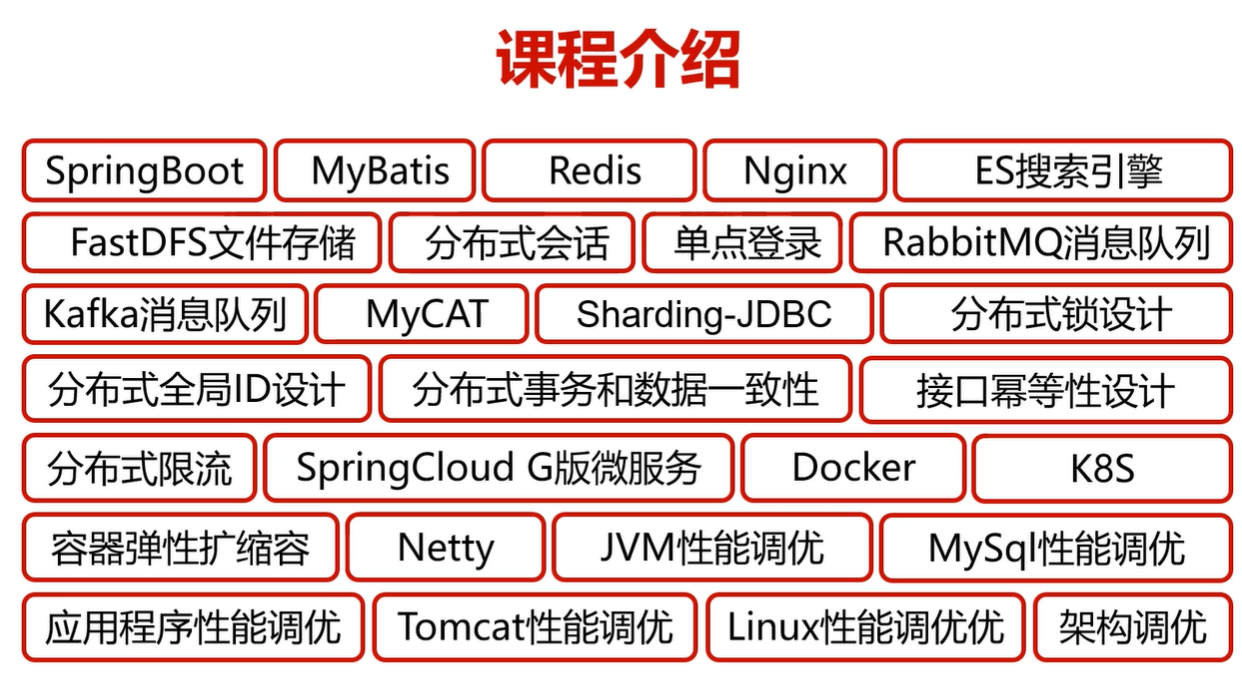 课程介绍
SpringBoot MyBatis Redis Nginx ES搜索引擎
FastDFS文件存储 分布式会话 单点登录 RabbitMQ消息队列
Kafka消息队列 MyCAT Sharding-JDBC 分布式锁设计
分布式全局ID设计 分布式事务和数据一致性 接口幂等性设计
分布式限流 SpringCloud G版微服务 Docker K8S
容器弹性扩缩容 Netty JVM性能调优 MySql性能调优
应用程序性能调优 Tomcat性能调优 Linux性能调优优 架构调优